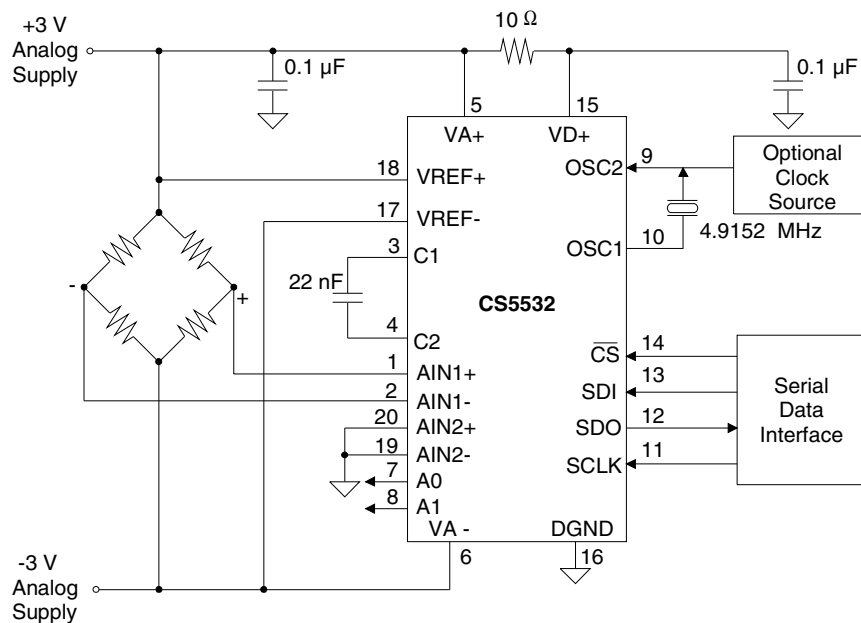 +3 V
Analog
Supply
10 Ω
0.1 µF
0.1 µF
5
15
VA+
VD+
18
VREF+
17
VREF-
3
C1
22 nF
4
C2
1
AIN1+
2
AIN1-
20
AIN2+
19
AIN2-
7
A0
8
A1
VA -
6
-
+
CS5532
OSC2
9
Optional
Clock
Source
4.9152 MHz
10
OSC1
CS
14
SDI
13
SDO
12
SCLK
11
Serial
Data
Interface
DGND
16
-3 V
Analog
Supply